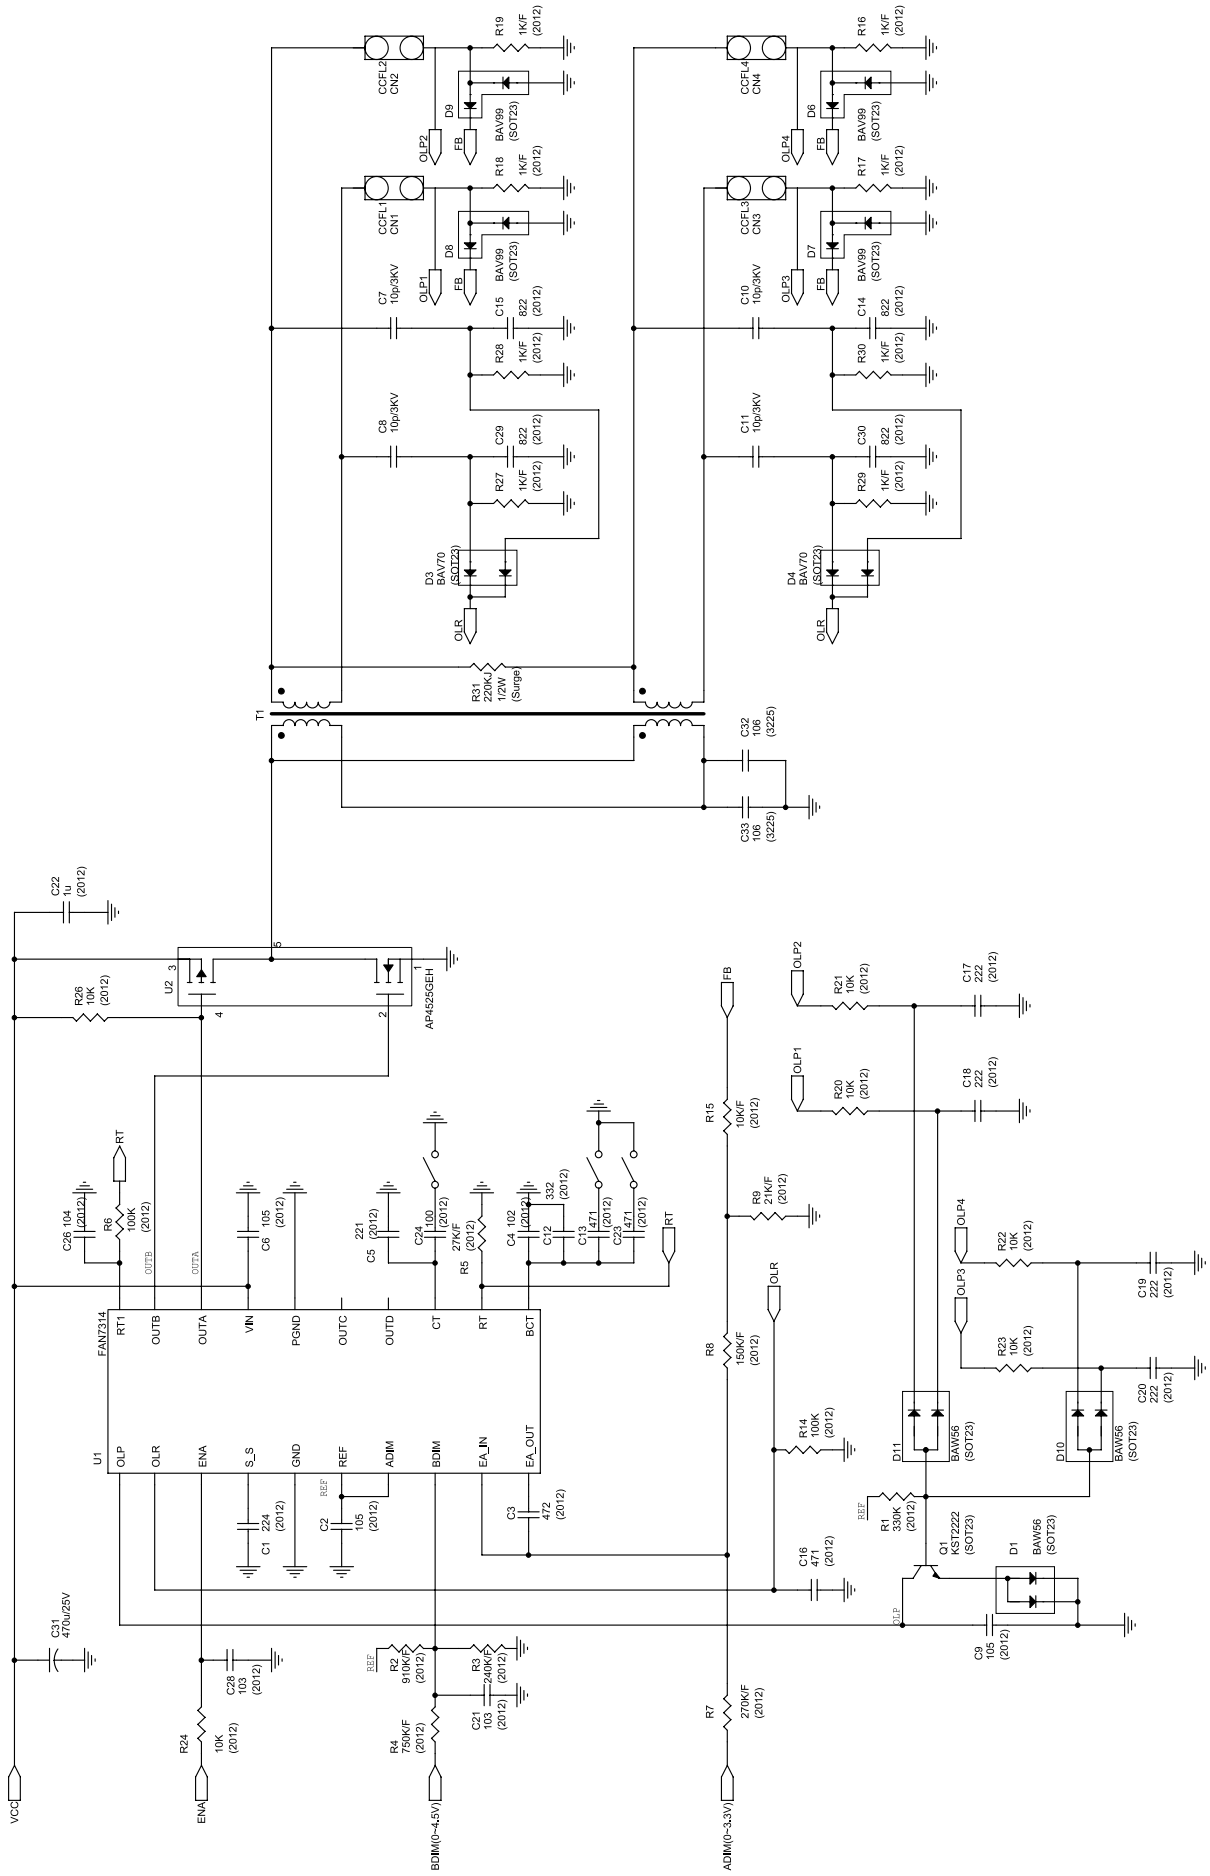 VCC
ENA
BDIM(0~4.5V)
ADIM(0~3.3V)
C31
470u/25V
R24
10K
(2012)
C28
103
(2012)
REF
R2
910K/F
(2012)
R3
240K/F
(2012)
R4
750K/F
(2012)
C21
103
(2012)
R7
270K/F
(2012)
U1
FAN7314
OLP
OLR
ENA
S_S
GND
REF
ADIM
BDIM
EA_IN
EA_OUT
RT1
OUTB
OUTA
VIN
PGND
OUTC
OUTD
CT
RT
BCT
C1
224
(2012)
REF
C2
105
(2012)
C3
472
(2012)
C16
471
(2012)
R14
100K
(2012)
OLR
R8
150K/F
(2012)
R9
21K/F
(2012)
R15
10K/F
(2012)
FB
C26
104
(2012)
R6
100K
(2012)
RT
OUTB
OUTA
105
C6
(2012)
221
(2012)
C5
C24
100
(2012)
27K/F
(2012)
R5
C4
102
(2012)
C12
332
(2012)
C13
471
(2012)
C23
471
(2012)
RT
R26
10K
(2012)
C22
1u
(2012)
U2
3
4
5
2
1
AP4525GEH
T1
R31
220KJ
1/2W
(Surge)
C32
106
(3225)
C33
106
(3225)
OLR
D3
BAV70
(SOT23)
R27
1K/F
(2012)
C29
822
(2012)
C8
10p/3KV
R28
1K/F
(2012)
C15
822
(2012)
C7
10p/3KV
CCFL1
CN1
OLP1
FB
D8
BAV99
(SOT23)
R18
1K/F
(2012)
CCFL2
CN2
OLP2
FB
D9
BAV99
(SOT23)
R19
1K/F
(2012)
OLR
D4
BAV70
(SOT23)
R29
1K/F
(2012)
C30
822
(2012)
C11
10p/3KV
R30
1K/F
(2012)
C14
822
(2012)
C10
10p/3KV
CCFL3
CN3
OLP3
FB
D7
BAV99
(SOT23)
R17
1K/F
(2012)
CCFL4
CN4
OLP4
FB
D6
BAV99
(SOT23)
R16
1K/F
(2012)
OLP
C9
105
(2012)
D1
BAW56
(SOT23)
Q1
KST2222
(SOT23)
REF
R1
330K
(2012)
D11
BAW56
(SOT23)
D10
BAW56
(SOT23)
OLP1
R20
10K
(2012)
C18
222
(2012)
OLP2
R21
10K
(2012)
C17
222
(2012)
OLP3
R23
10K
(2012)
C20
222
(2012)
OLP4
R22
10K
(2012)
C19
222
(2012)